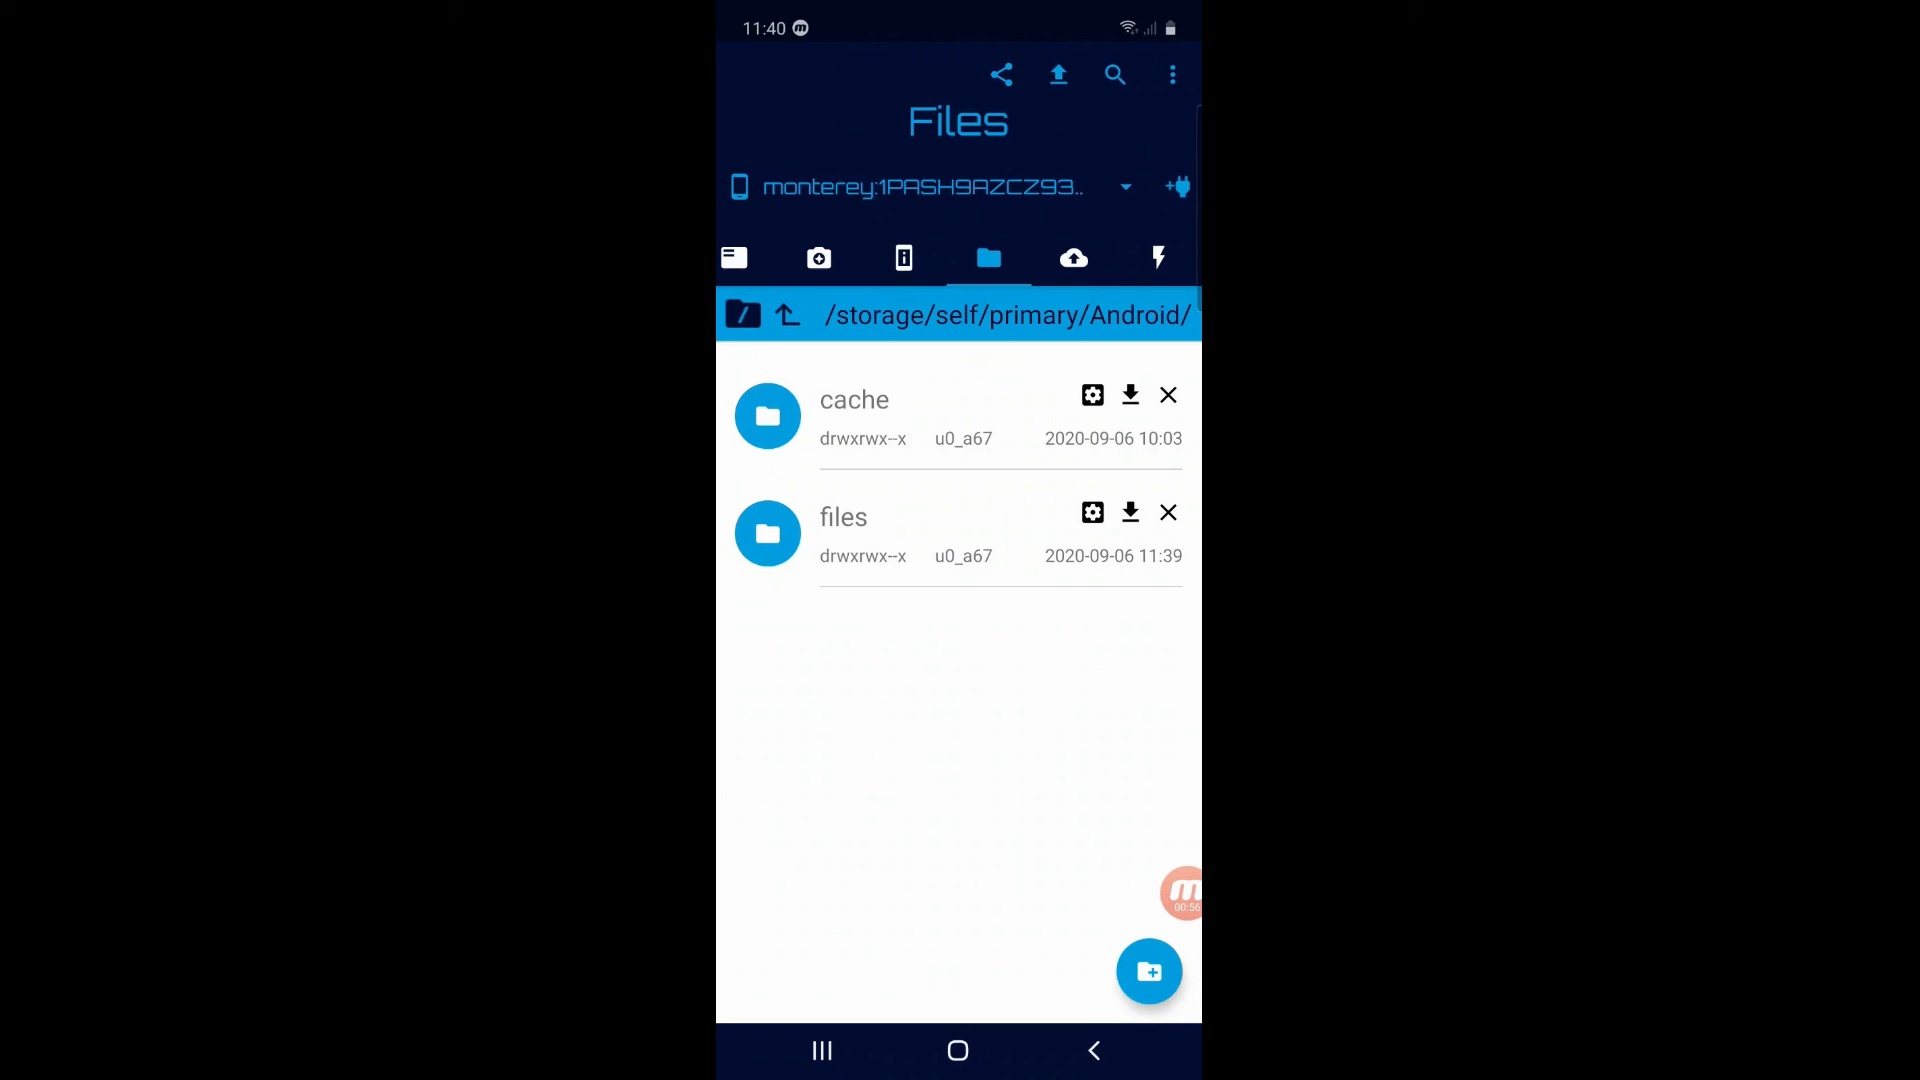 11:40
Files
monterey:1PASH9AZCZ93..
/storage/self/primary/Android/
cache
drwxrwx--x u0_a67 2020-09-06 10:03
files
drwxrwx--x u0_a67 2020-09-06 11:39
00:56